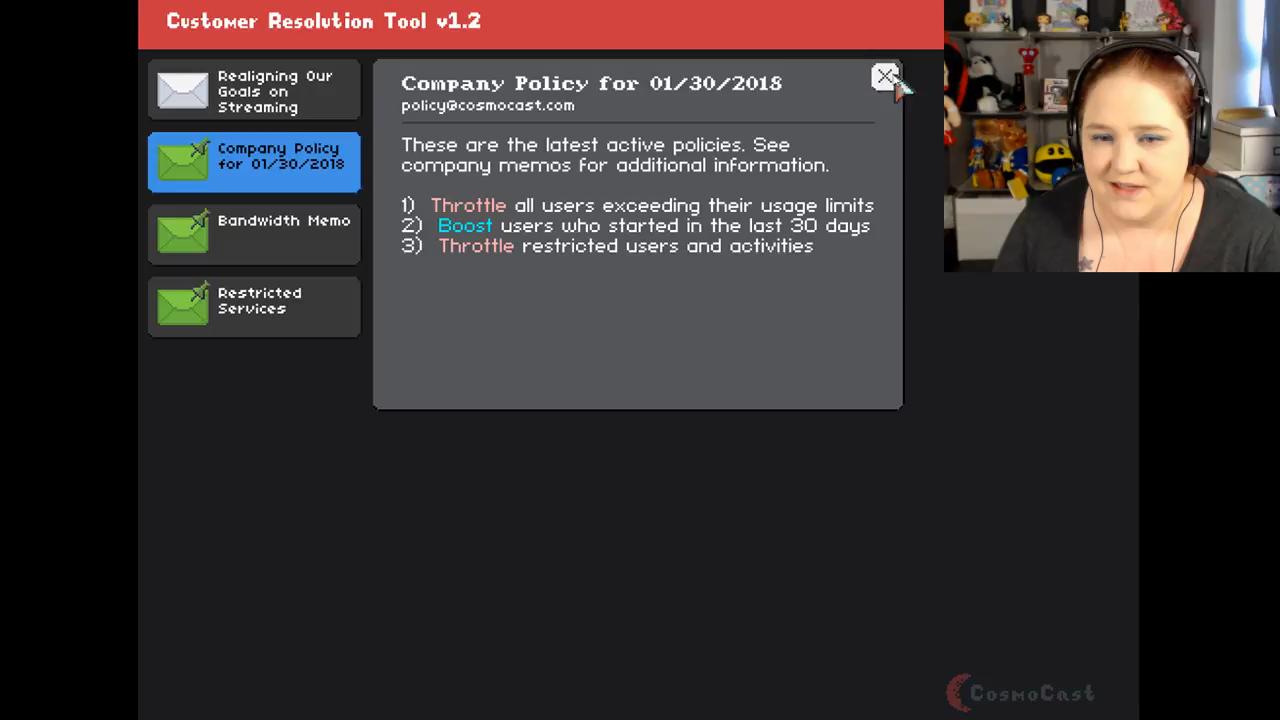 Customer Resolution Tool v1.2
Realigning Our
Goals on
Streaming
Company Policy
for 01/30/2018
Bandwidth Memo
Restricted
Services
Company Policy for 01/30/2018
policy@cosmocast.com
These are the latest active policies. See
company memos for additional information.
1) Throttle all users exceeding their usage limits
2) Boost users who started in the last 30 days
3) Throttle restricted users and activities
CosmoCast